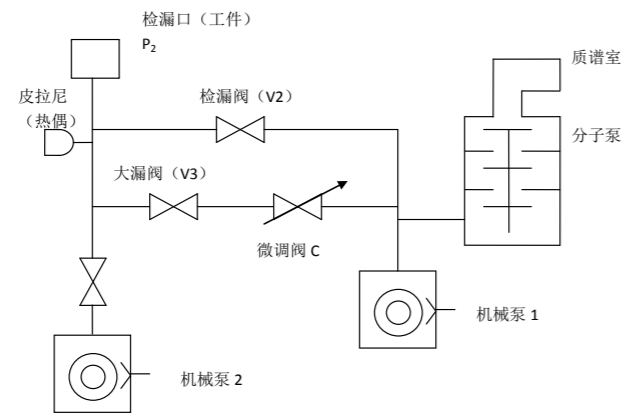 检漏口（工件）
P₂
质谱室
皮拉尼
（热偶）
检漏阀（V2）
分子泵
大漏阀（V3）
微调阀 C
机械泵 1
机械泵 2